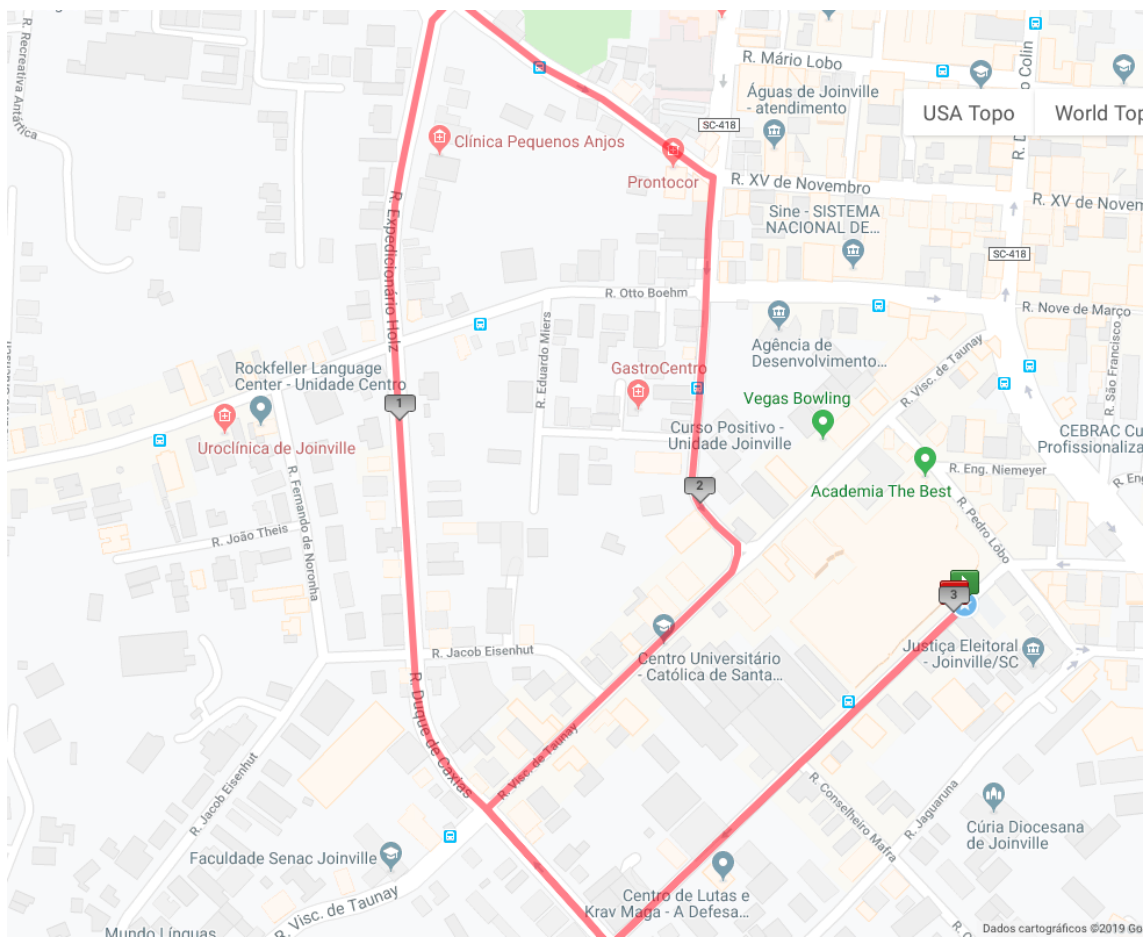 R. Recreativa Antártica
R. Mário Lobo
Águas de Joinville
- atendimento
USA Topo
World Top
SC-418
Clínica Pequenos Anjos
Prontocor
R. XV de Novembro
R. XV de Novem
Sine - SISTEMA
NACIONAL DE...
SC-418
R. Expedicionário Holz
R. Otto Boehm
R. Nove de Março
R. Eduardo Miers
Agência de
Desenvolvimento...
R. Visc. de Taunay
R. São Francisco
Rockfeller Language
Center - Unidade Centro
GastroCentro
Vegas Bowling
1
Uroclínica de Joinville
Curso Positivo -
Unidade Joinville
CEBRAC Cu
Profissionaliza
R. Eng. Niemeyer
R. Eng
Academia The Best
2
R. Fernando de Noronha
R. João Theis
R. Pedro Lôbo
3
R. Jacob Eisenhut
Centro Universitário
- Católica de Santa...
Justiça Eleitoral
- Joinville/SC
R. Duque de Caxias
R. Visc. de Taunay
R. Jacob Eisenhut
R. Conselheiro Mafra
R. Jaguaruna
Cúria Diocesana
de Joinville
Faculdade Senac Joinville
Centro de Lutas e
Krav Maga - A Defesa...
R. Visc. de Taunay
Mundo Línguas
Dados cartográficos ©2019 Go